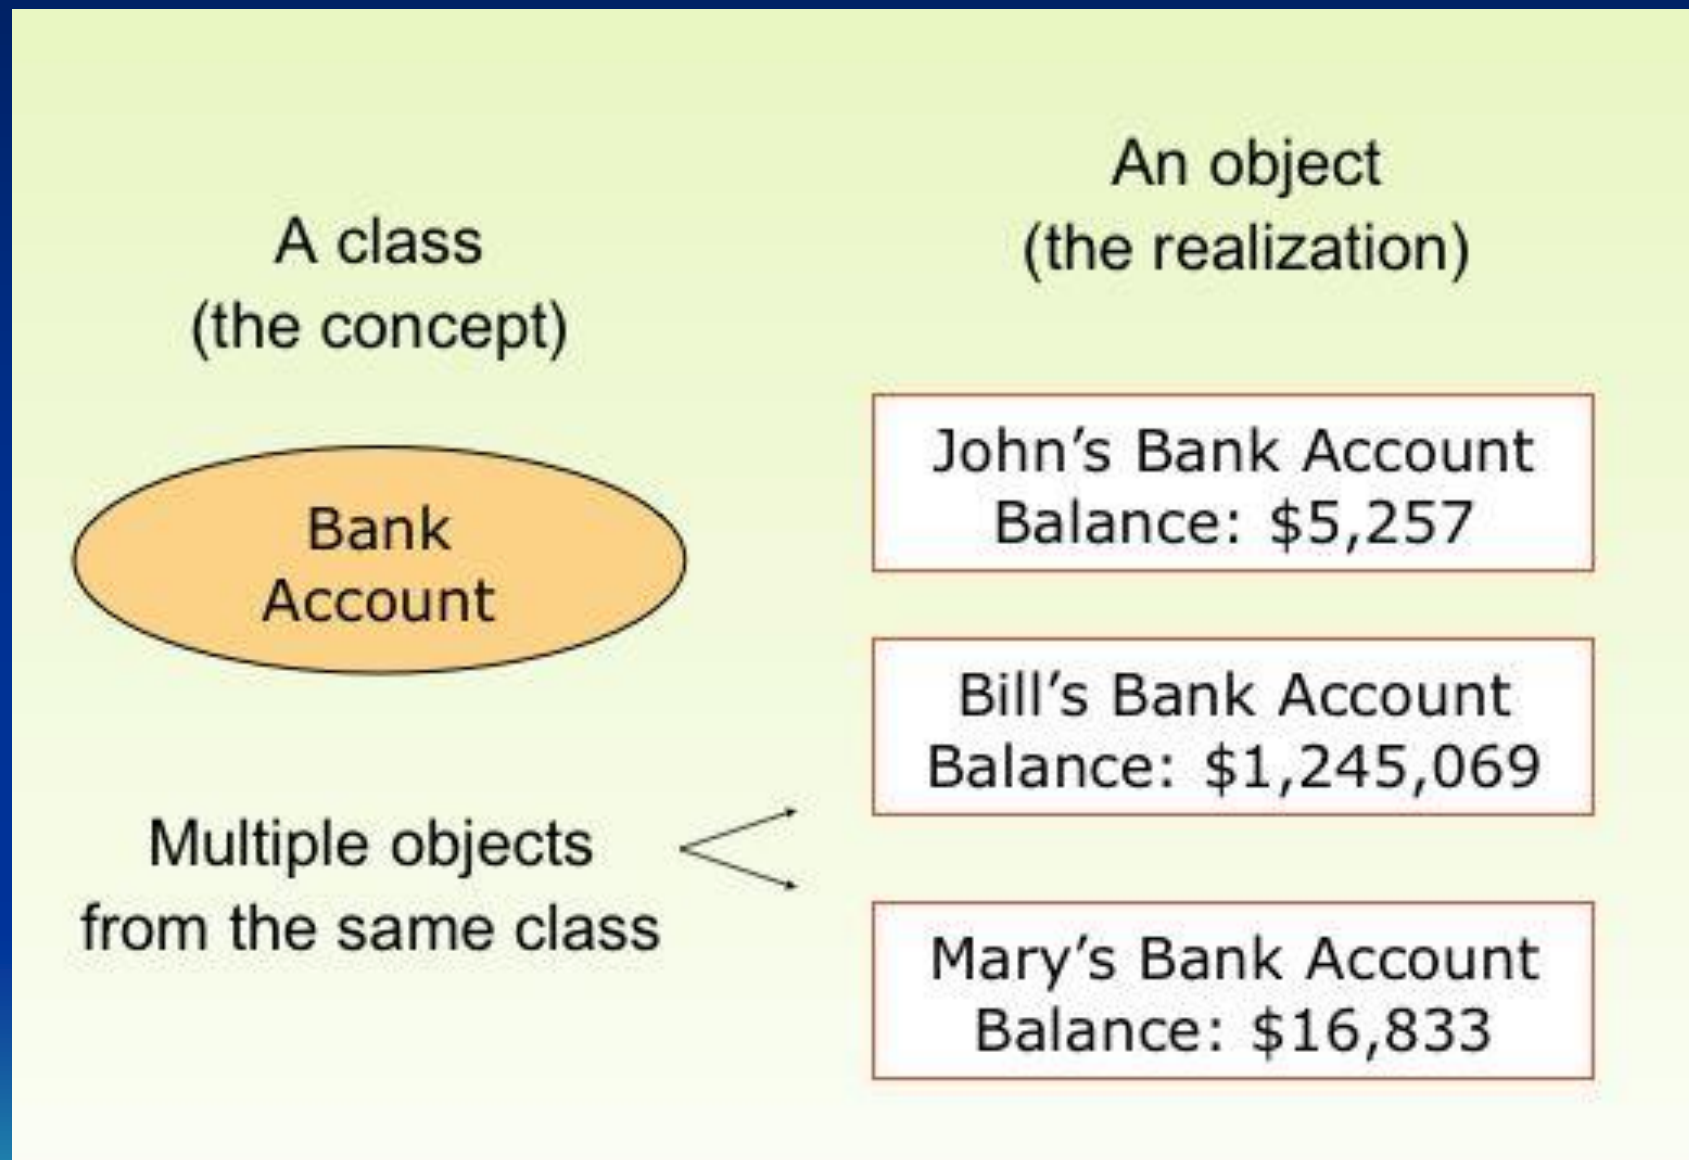 A class
(the concept)
Bank
Account
Multiple objects
from the same class
An object
(the realization)
John’s Bank Account
Balance: $5,257
Bill’s Bank Account
Balance: $1,245,069
Mary’s Bank Account
Balance: $16,833